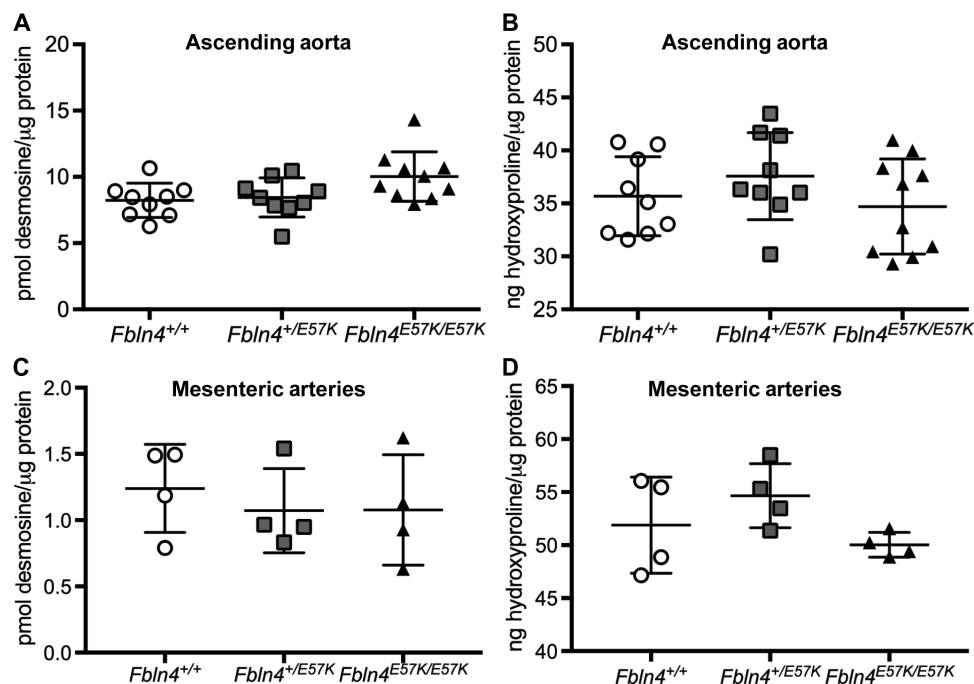 A
Ascending aorta
pmol desmosine/μg protein
20
15
10
5
0
Fbln4+/+
Fbln4+/E57K
Fbln4E57K/E57K
B
Ascending aorta
ng hydroxyproline/μg protein
50
45
40
35
30
25
Fbln4+/+
Fbln4+/E57K
Fbln4E57K/E57K
C
Mesenteric arteries
pmol desmosine/μg protein
2.0
1.5
1.0
0.5
0.0
Fbln4+/+
Fbln4+/E57K
Fbln4E57K/E57K
D
Mesenteric arteries
ng hydroxyproline/μg protein
65
60
55
50
45
40
Fbln4+/+
Fbln4+/E57K
Fbln4E57K/E57K